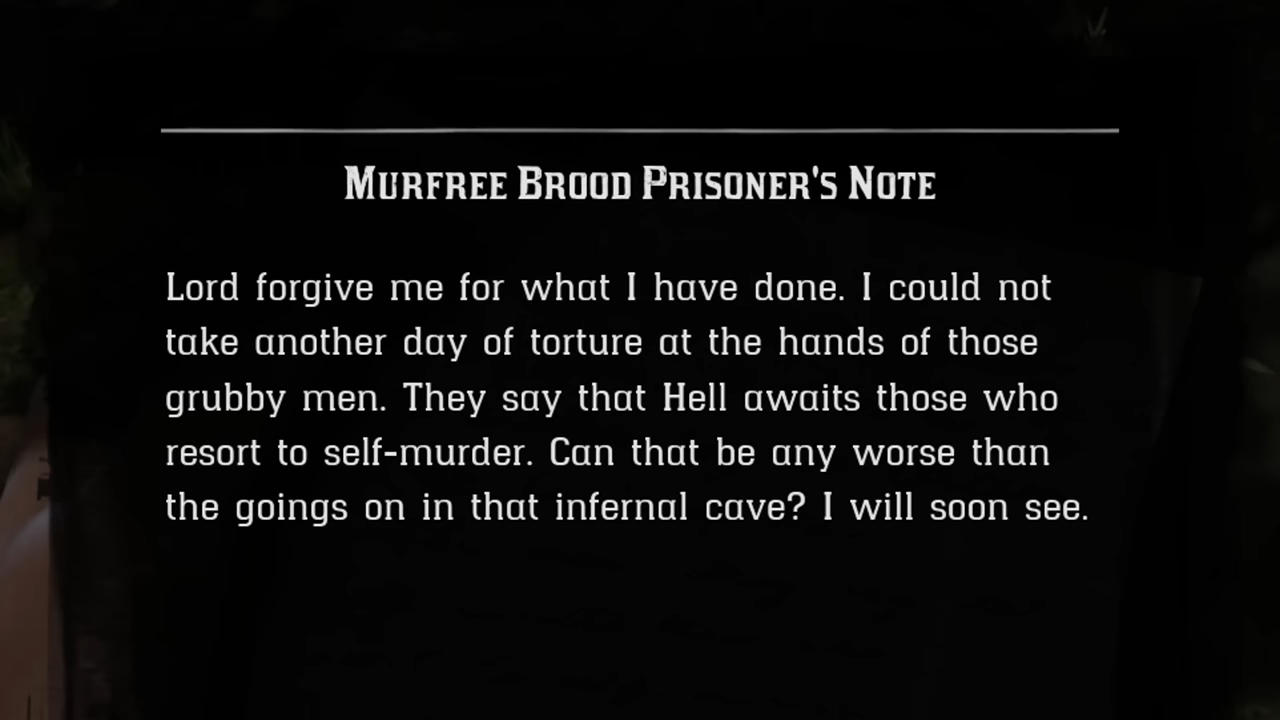 Murfree Brood Prisoner's Note
Lord forgive me for what I have done. I could not
take another day of torture at the hands of those
grubby men. They say that Hell awaits those who
resort to self-murder. Can that be any worse than
the goings on in that infernal cave? I will soon see.